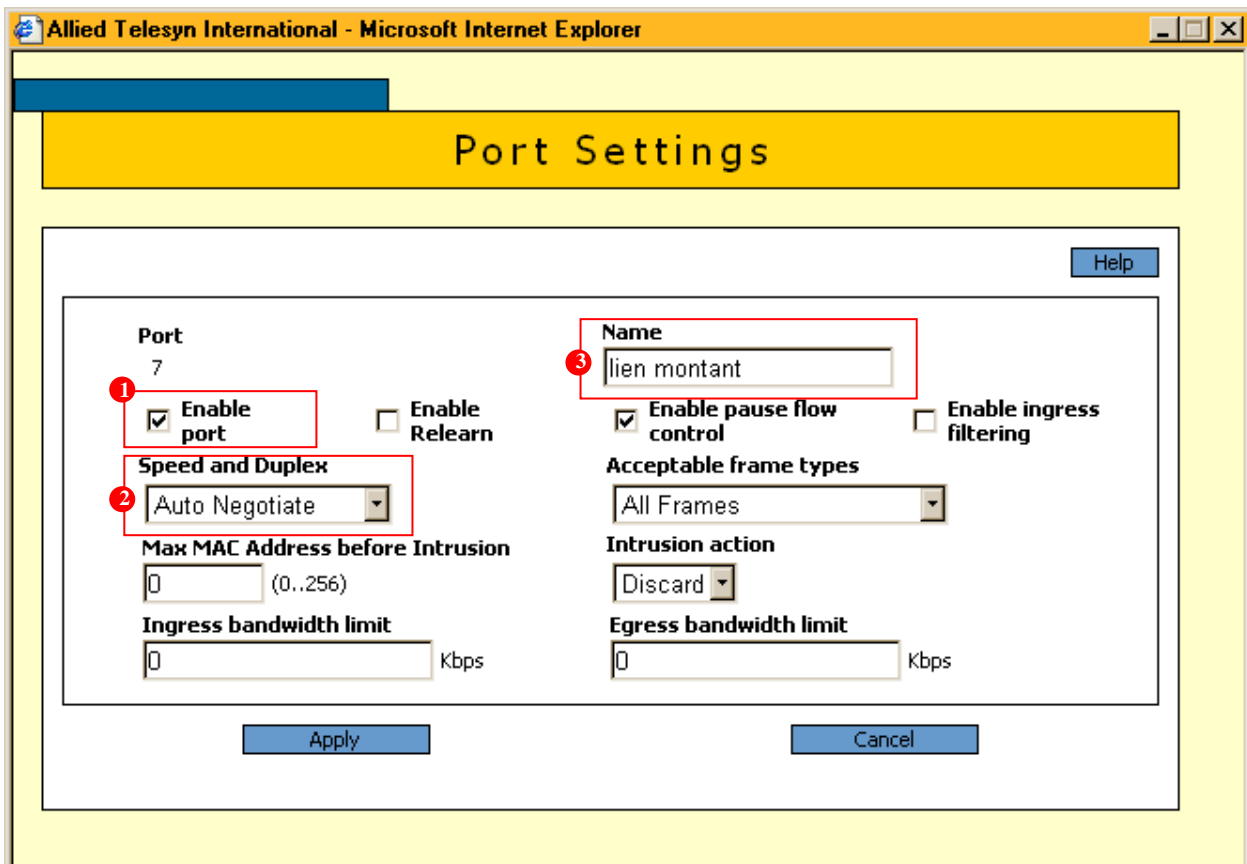 Allied Telesyn International - Microsoft Internet Explorer
Port Settings
Help
Port
7
Name
3
lien montant
1
Enable port
Enable Relearn
Enable pause flow control
Enable ingress filtering
Speed and Duplex
2
Auto Negotiate
Acceptable frame types
All Frames
Max MAC Address before Intrusion
0 (0..256)
Intrusion action
Discard
Ingress bandwidth limit
0 Kbps
Egress bandwidth limit
0 Kbps
Apply
Cancel